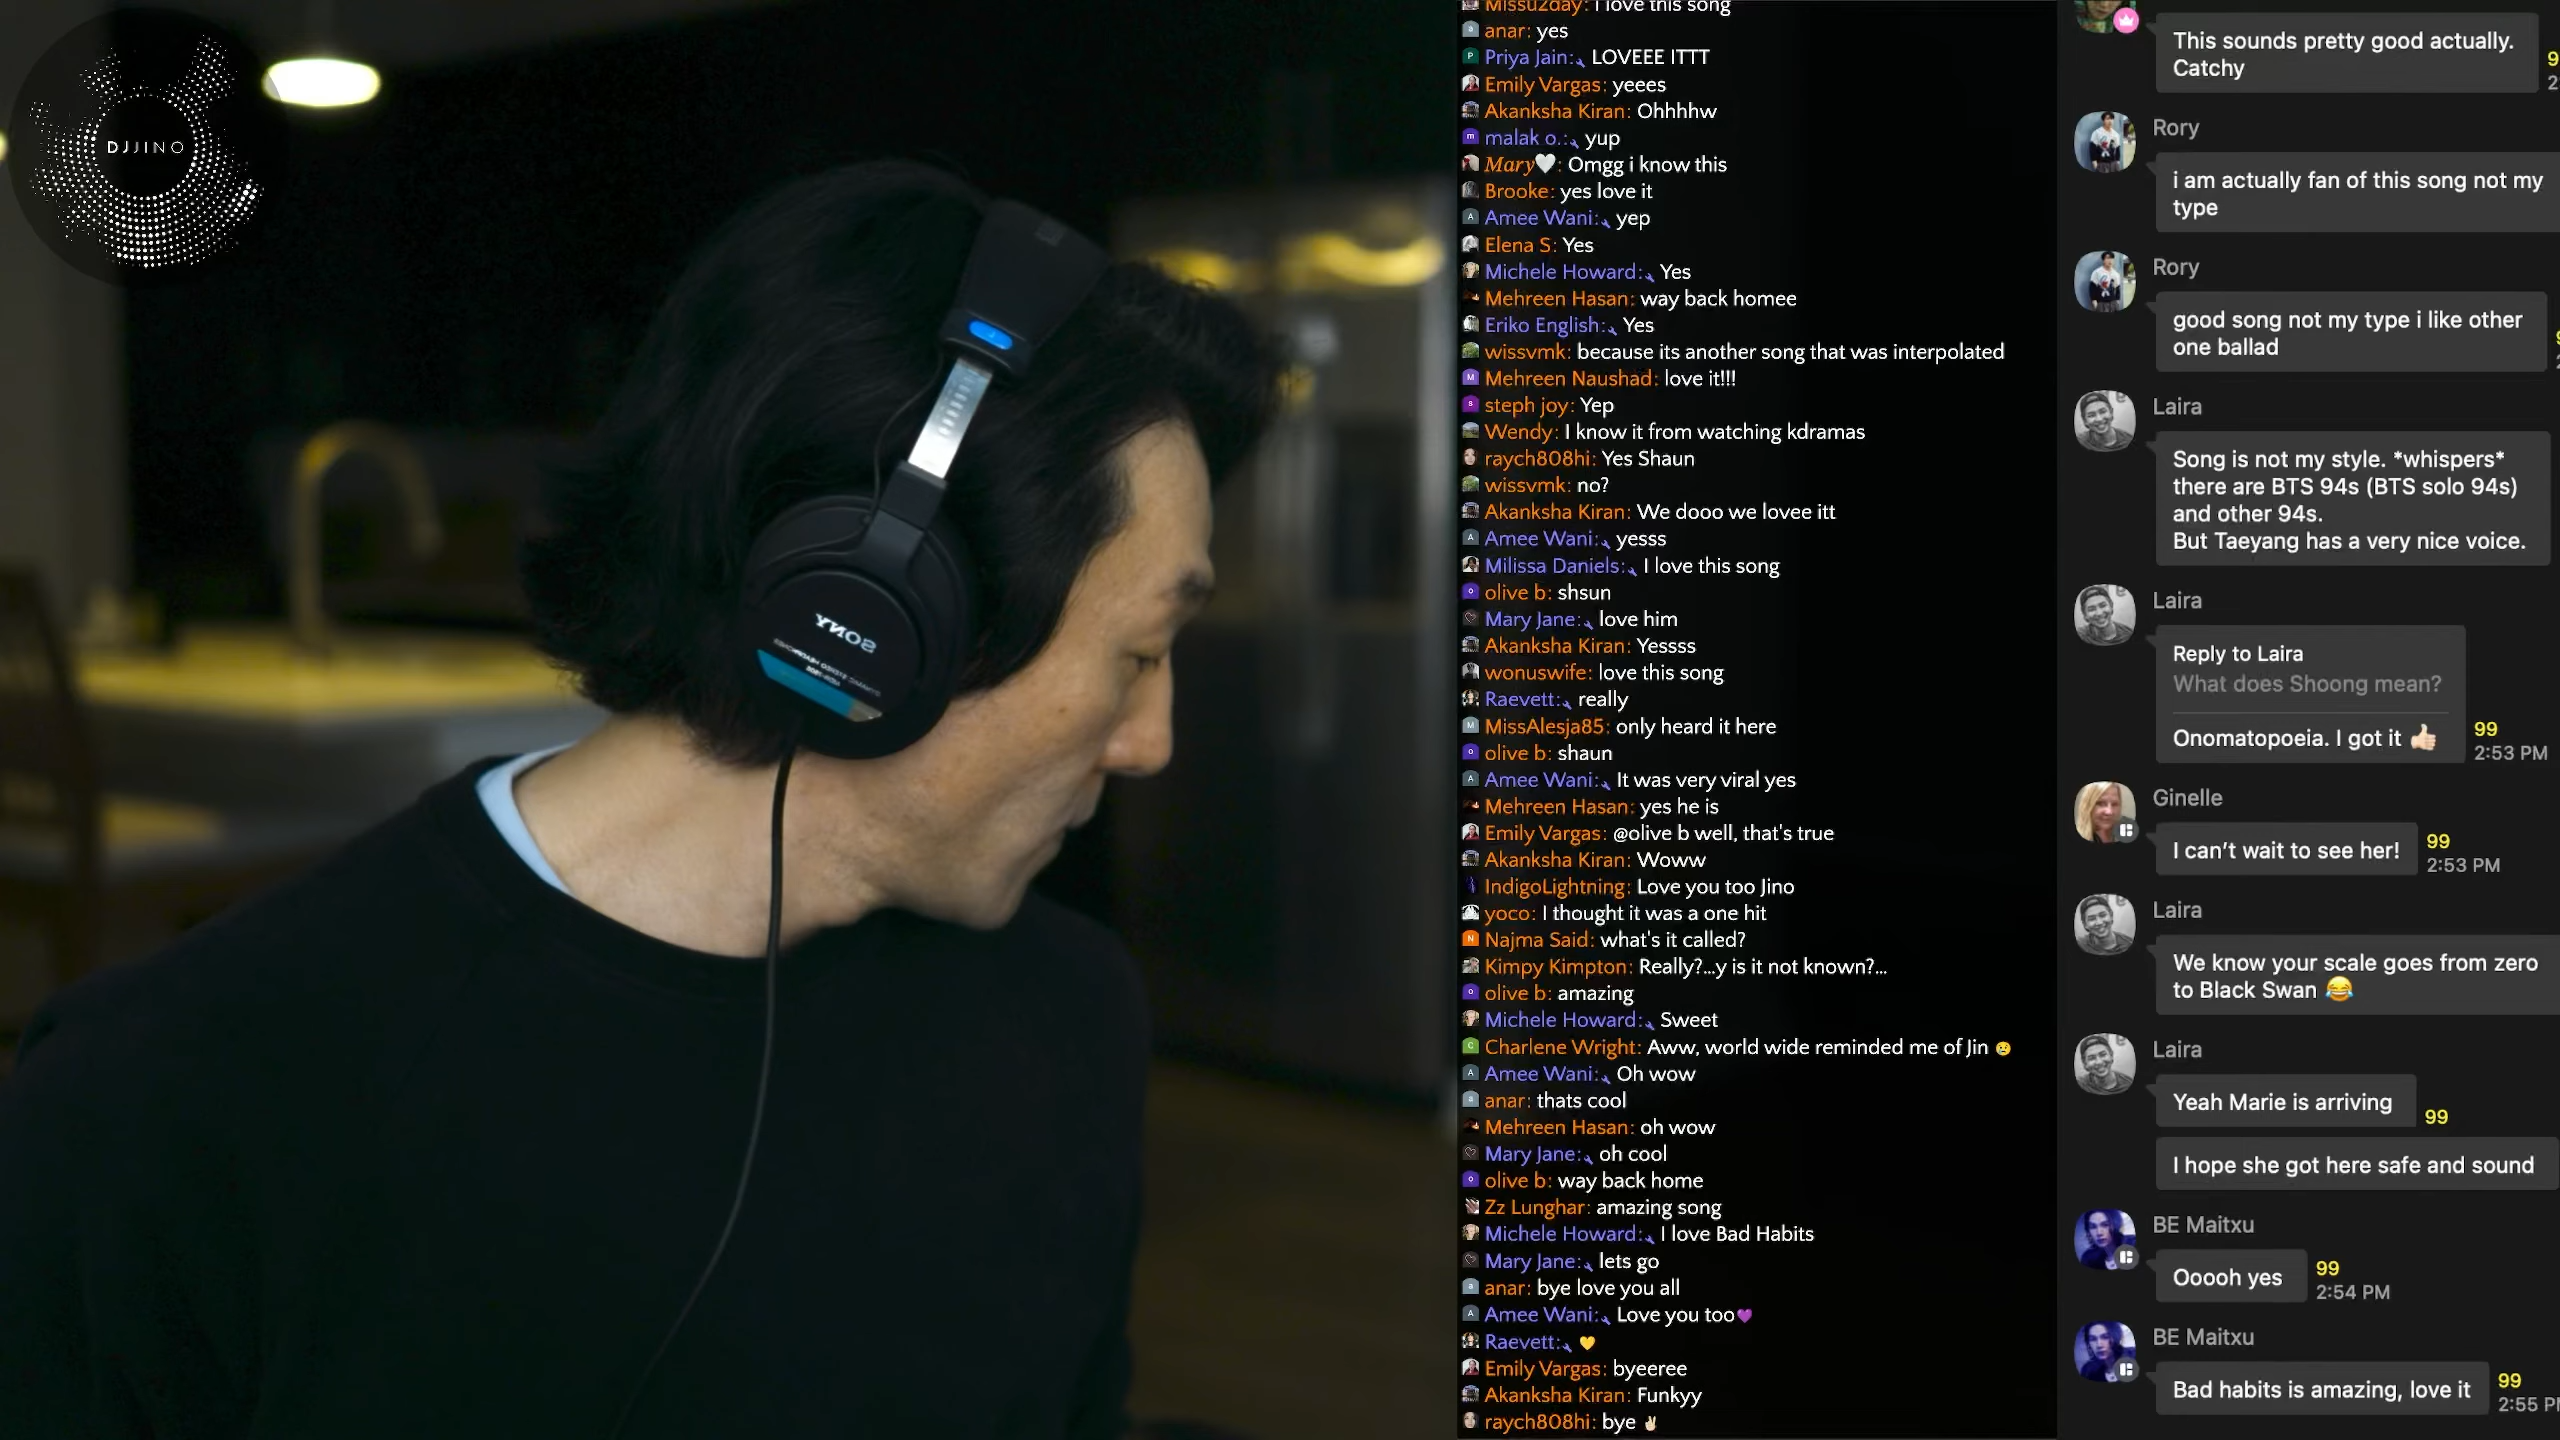 DJJINO
SONY
Missu2day: I love this song
anar: yes
Priya Jain: LOVEEE ITTT
Emily Vargas: yeees
Akanksha Kiran: Ohhhhw
malak o.: yup
Mary🤍: Omgg i know this
Brooke: yes love it
Amee Wani: yep
Elena S: Yes
Michele Howard: Yes
Mehreen Hasan: way back homee
Eriko English: Yes
wissvmk: because its another song that was interpolated
Mehreen Naushad: love it!!!
steph joy: Yep
Wendy: I know it from watching kdramas
raych808hi: Yes Shaun
wissvmk: no?
Akanksha Kiran: We dooo we lovee itt
Amee Wani: yesss
Milissa Daniels: I love this song
olive b: shsun
Mary Jane: love him
Akanksha Kiran: Yessss
wonuswife: love this song
Raevett: really
MissAlesja85: only heard it here
olive b: shaun
Amee Wani: It was very viral yes
Mehreen Hasan: yes he is
Emily Vargas: @olive b well, that's true
Akanksha Kiran: Woww
IndigoLightning: Love you too Jino
yoco: I thought it was a one hit
Najma Said: what's it called?
Kimpy Kimpton: Really?...y is it not known?...
olive b: amazing
Michele Howard: Sweet
Charlene Wright: Aww, world wide reminded me of Jin 😢
Amee Wani: Oh wow
anar: thats cool
Mehreen Hasan: oh wow
Mary Jane: oh cool
olive b: way back home
Zz Lunghar: amazing song
Michele Howard: I love Bad Habits
Mary Jane: lets go
anar: bye love you all
Amee Wani: Love you too💜
Raevett: 💛
Emily Vargas: byeeree
Akanksha Kiran: Funkyy
raych808hi: bye ✌🏻
This sounds pretty good actually.
Catchy
Rory
i am actually fan of this song not my
type
Rory
good song not my type i like other
one ballad
Laira
Song is not my style. *whispers*
there are BTS 94s (BTS solo 94s)
and other 94s.
But Taeyang has a very nice voice.
Laira
Reply to Laira
What does Shoong mean?
Onomatopoeia. I got it 👍🏻
99
2:53 PM
Ginelle
I can't wait to see her!
99
2:53 PM
Laira
We know your scale goes from zero
to Black Swan 😂
Laira
Yeah Marie is arriving
99
I hope she got here safe and sound
BE Maitxu
Ooooh yes
99
2:54 PM
BE Maitxu
Bad habits is amazing, love it
99
2:55 PM